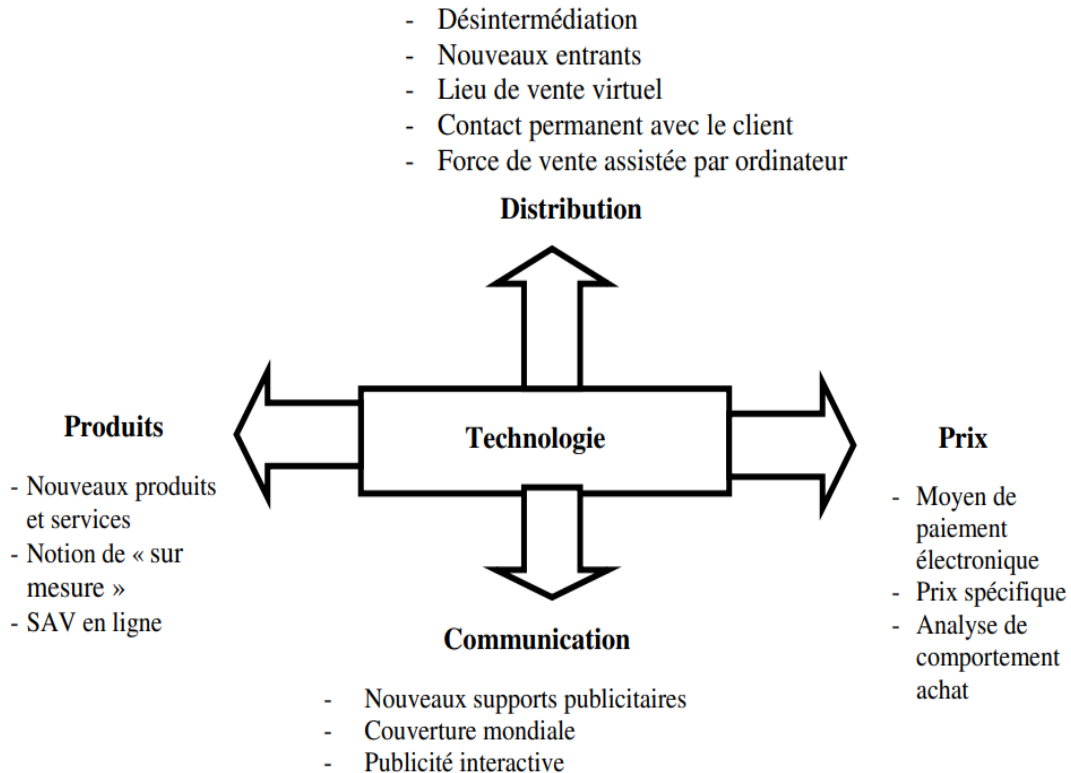 - Désintermédiation
- Nouveaux entrants
- Lieu de vente virtuel
- Contact permanent avec le client
- Force de vente assistée par ordinateur
Distribution
Produits
- Nouveaux produits
et services
- Notion de « sur
mesure »
- SAV en ligne
Technologie
Prix
- Moyen de
paiement
électronique
- Prix spécifique
- Analyse de
comportement
achat
Communication
- Nouveaux supports publicitaires
- Couverture mondiale
- Publicité interactive